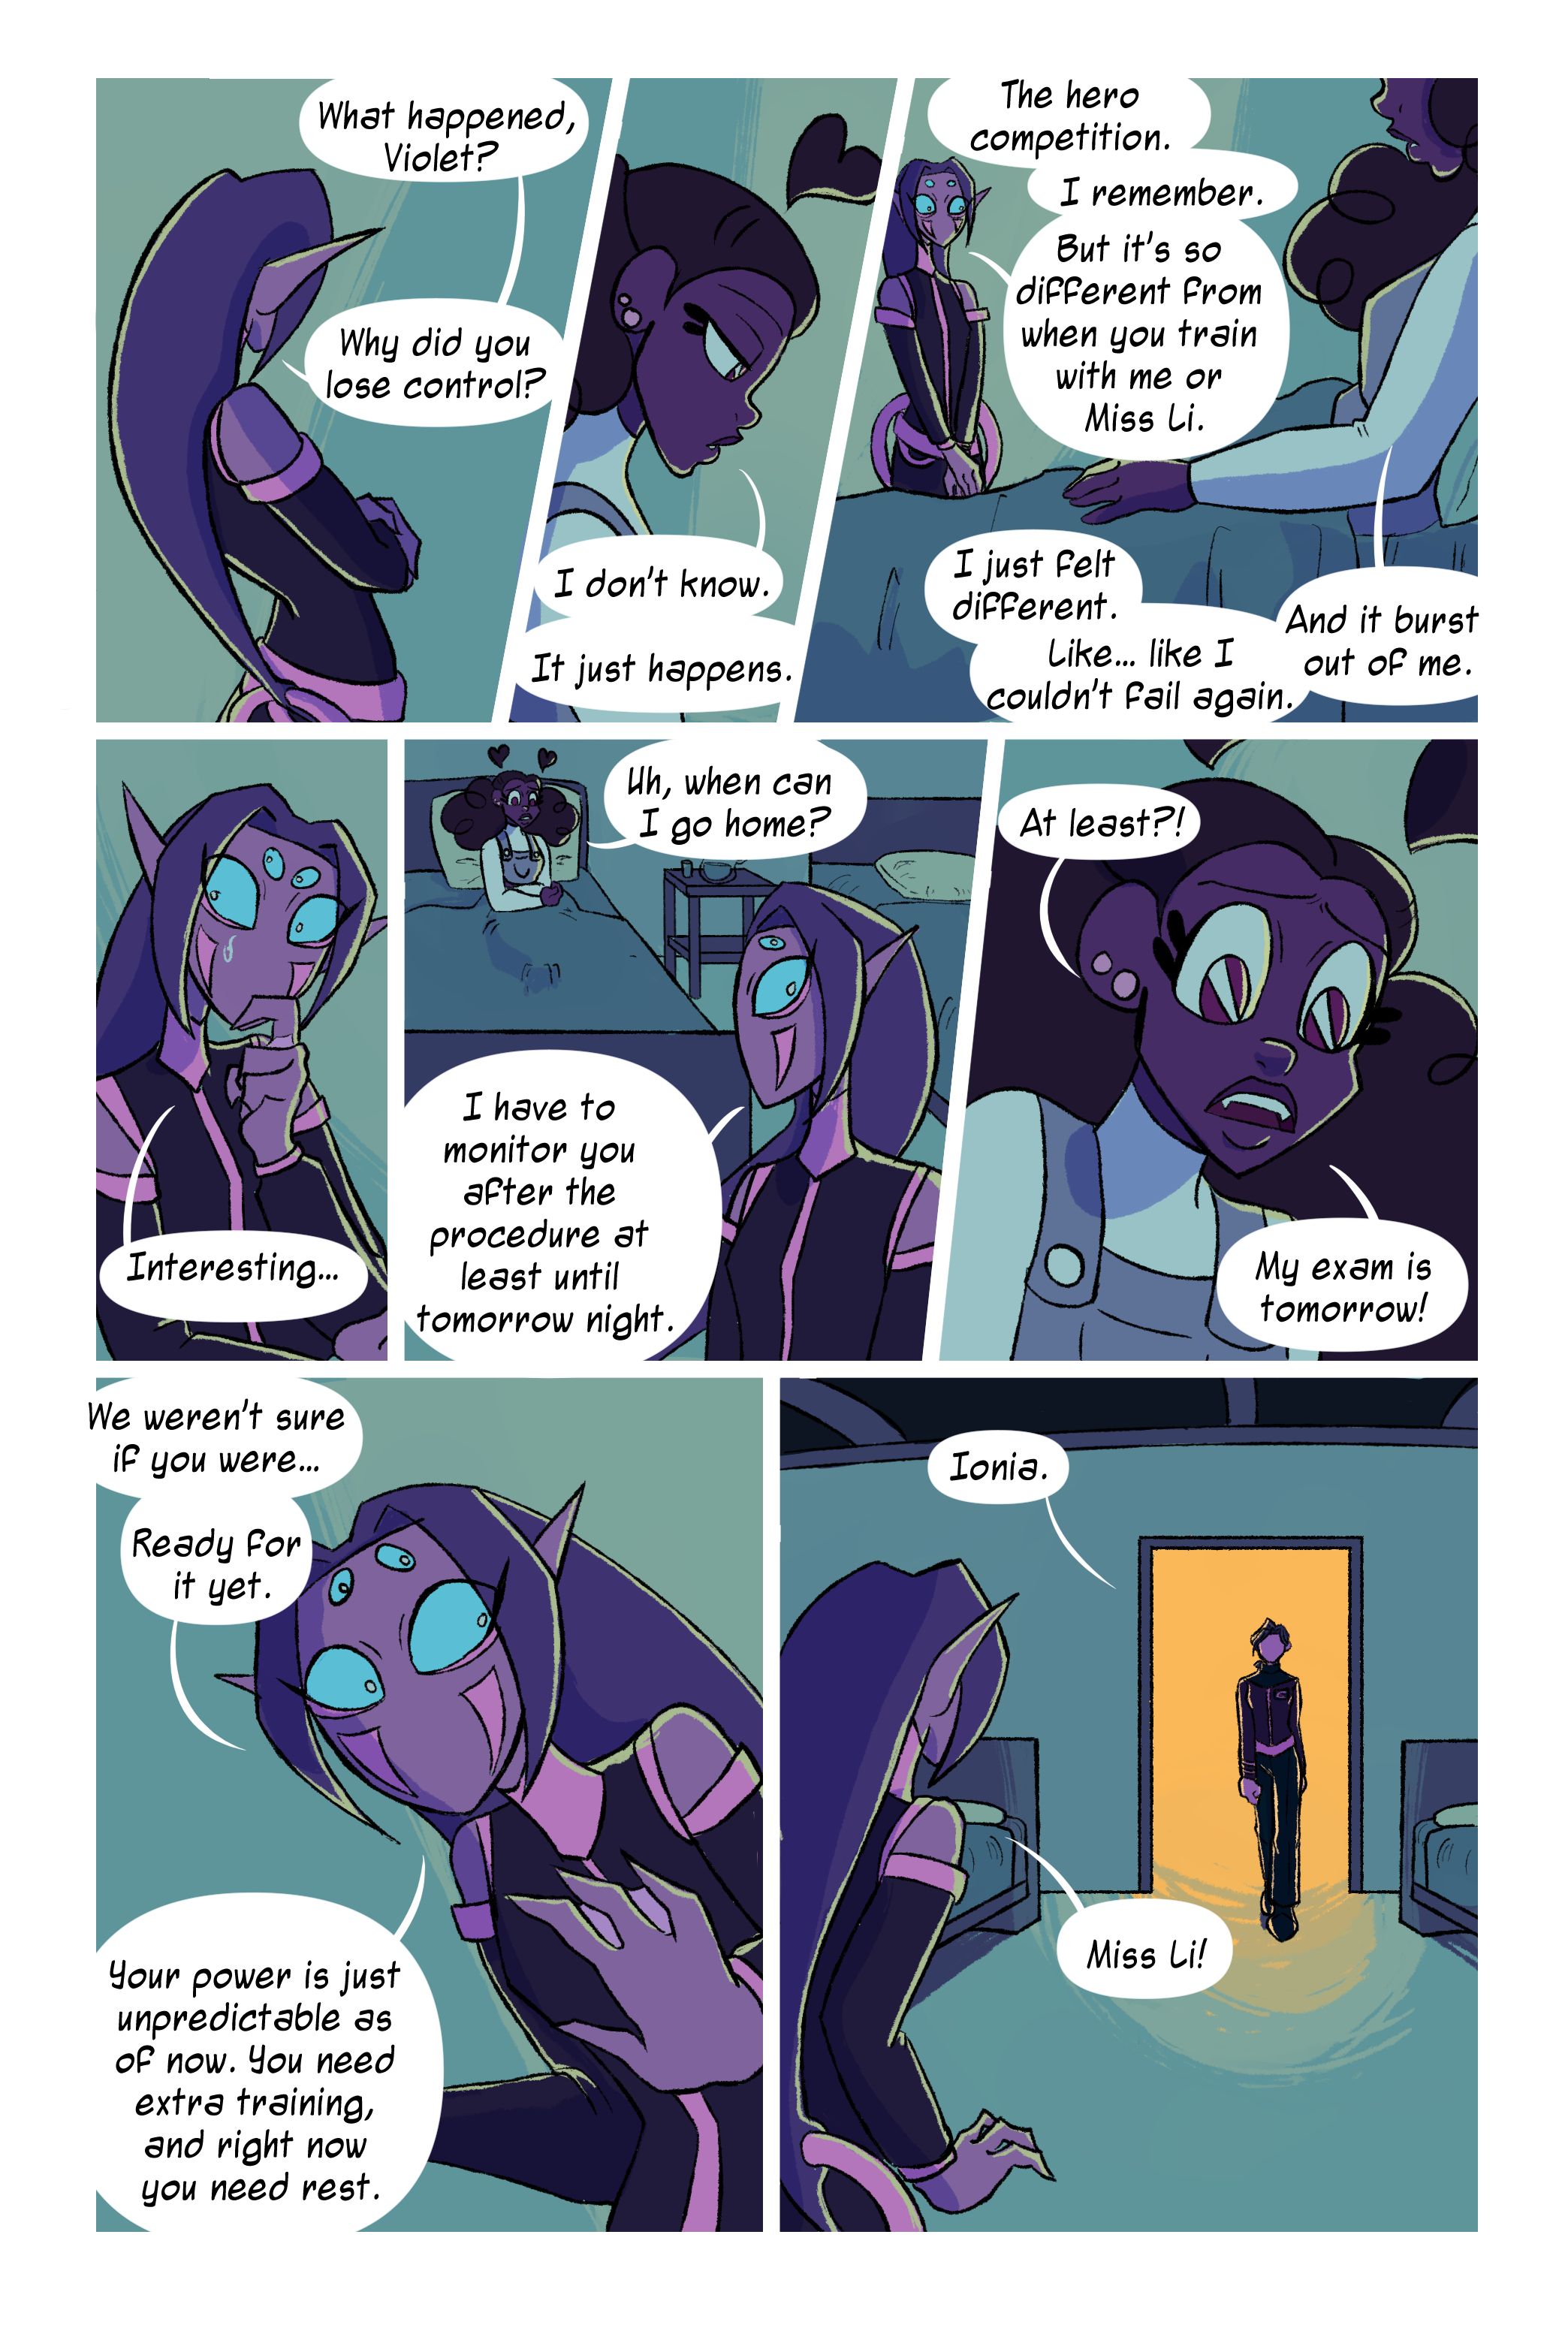 What happened,
Violet?
Why did you
lose control?
I don't know.
It just happens.
The hero
competition.
I remember.
But it's so
different from
when you train
with me or
Miss Li.
I just felt
different.
Like... like I
couldn't fail again.
And it burst
out of me.
Interesting...
Uh, when can
I go home?
I have to
monitor you
after the
procedure at
least until
tomorrow night.
At least?!
My exam is
tomorrow!
We weren't sure
if you were...
Ready for
it yet.
Your power is just
unpredictable as
of now. You need
extra training,
and right now
you need rest.
Ionia.
Miss Li!